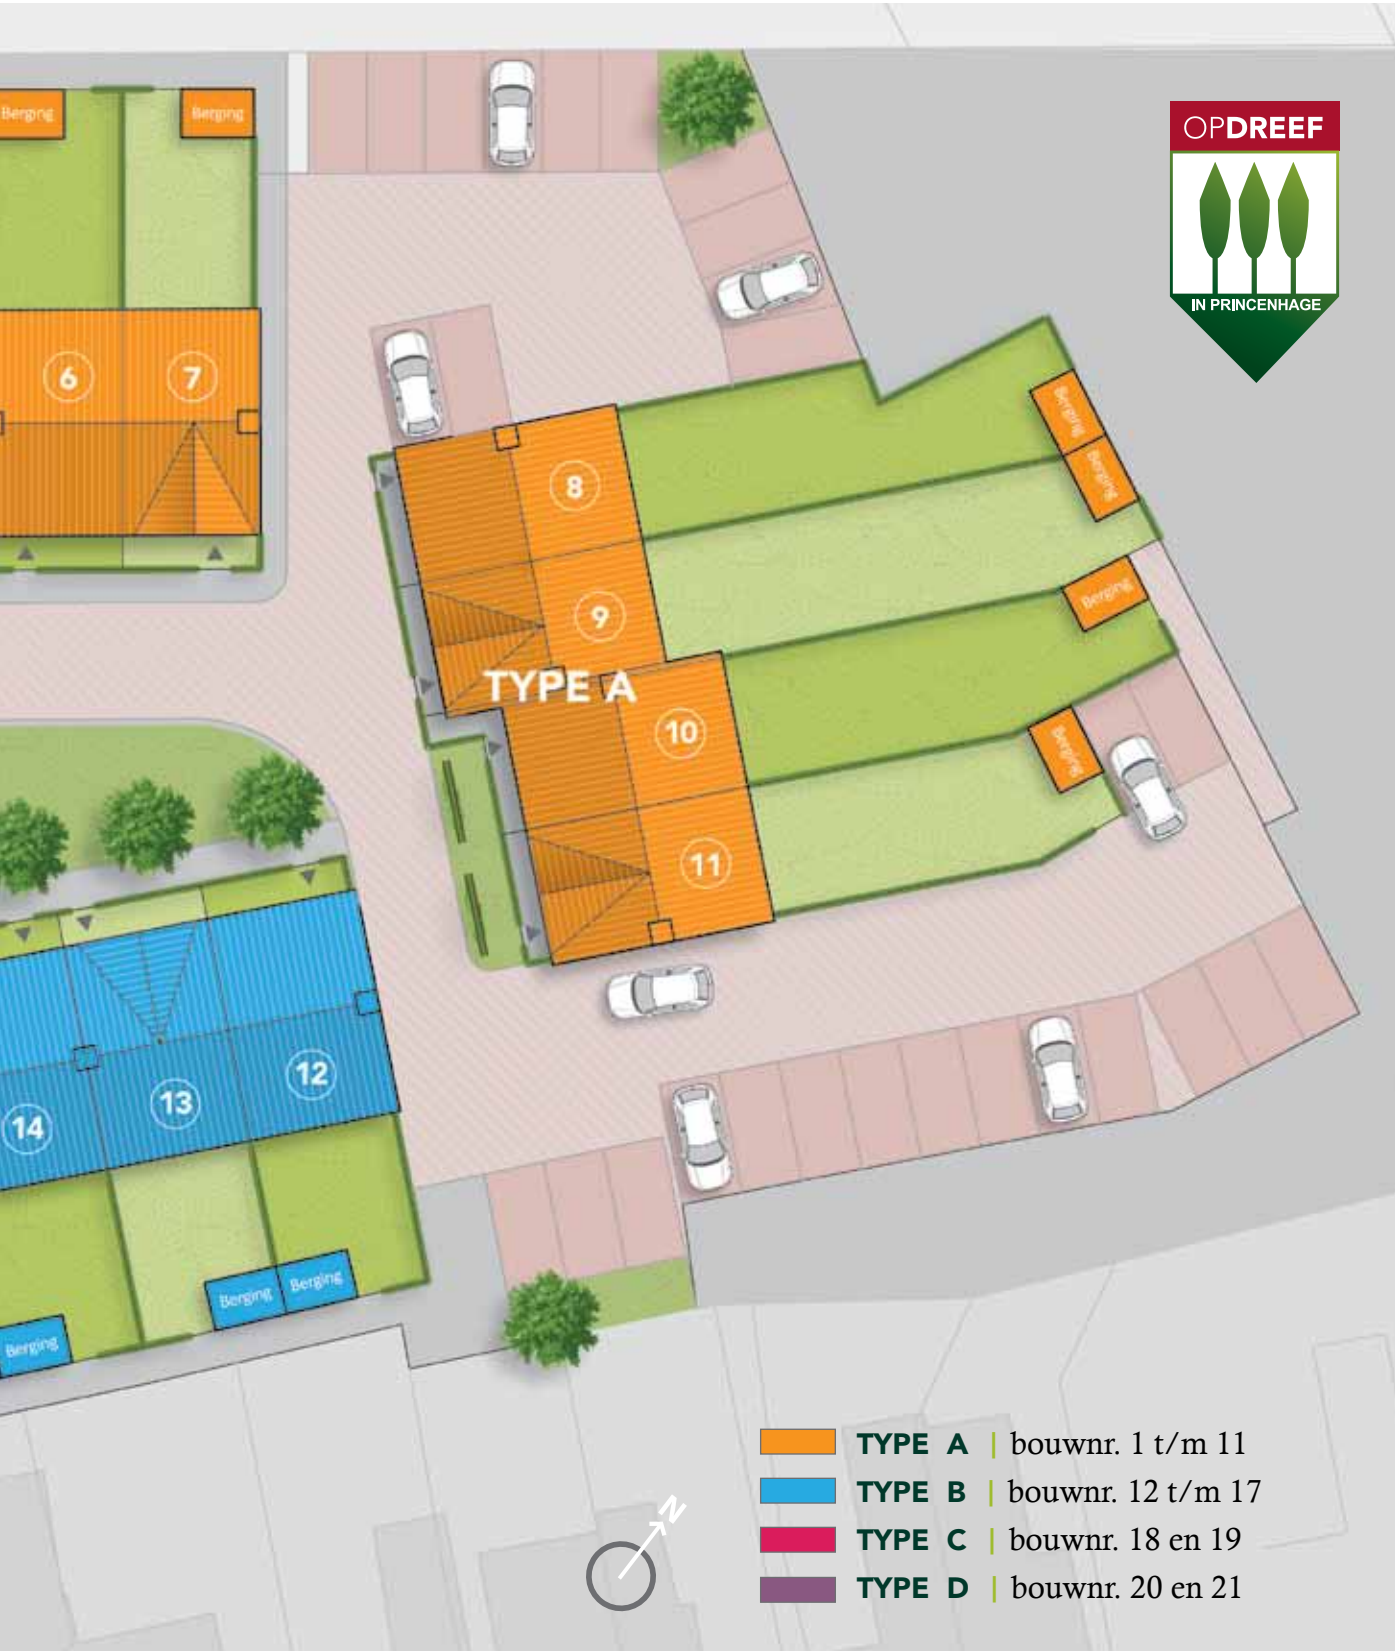 Berging
Berging
OPDREEF
IN PRINCENHAGE
6
7
Berging
Berging
8
Berging
9
TYPE A
10
Berging
11
12
13
14
Berging
Berging
Berging
TYPE A | bouwnr. 1 t/m 11
TYPE B | bouwnr. 12 t/m 17
TYPE C | bouwnr. 18 en 19
TYPE D | bouwnr. 20 en 21
N